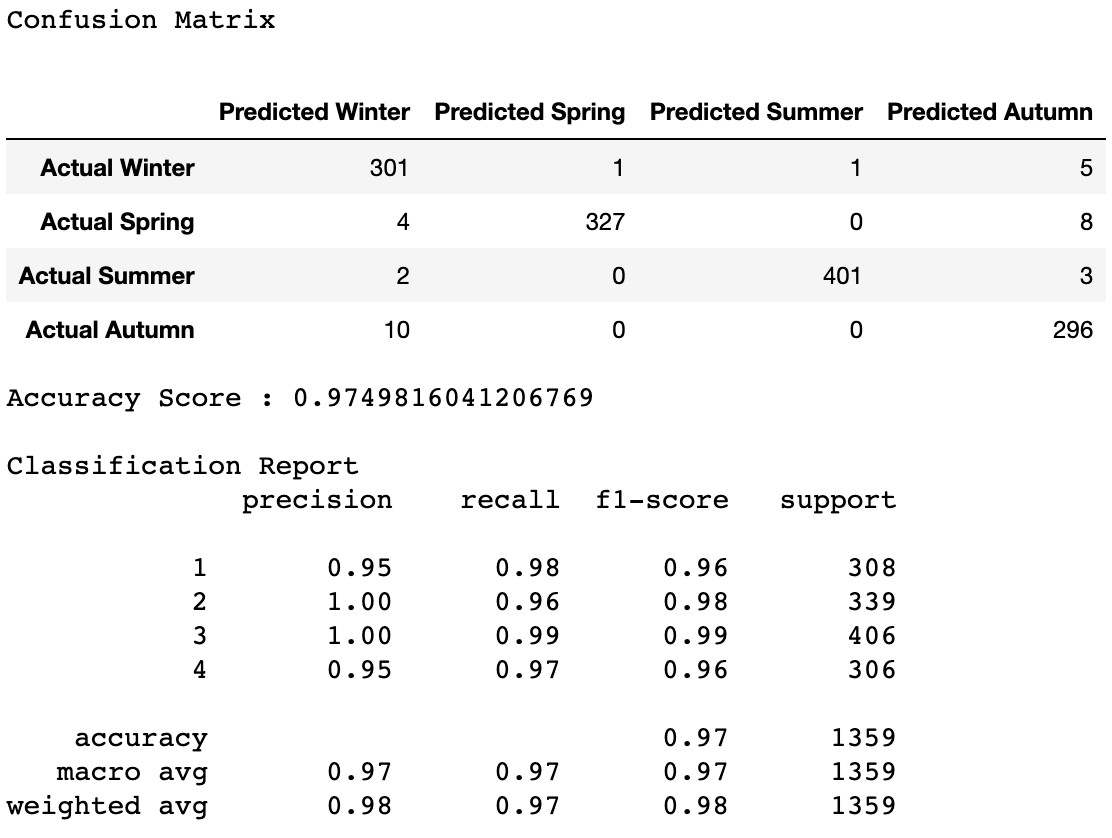 Confusion Matrix
Predicted Winter Predicted Spring Predicted Summer Predicted Autumn
Actual Winter 301 1 1 5
Actual Spring 4 327 0 8
Actual Summer 2 0 401 3
Actual Autumn 10 0 0 296
Accuracy Score : 0.9749816041206769
Classification Report
precision recall f1-score support
1 0.95 0.98 0.96 308
2 1.00 0.96 0.98 339
3 1.00 0.99 0.99 406
4 0.95 0.97 0.96 306
accuracy 0.97 1359
macro avg 0.97 0.97 0.97 1359
weighted avg 0.98 0.97 0.98 1359